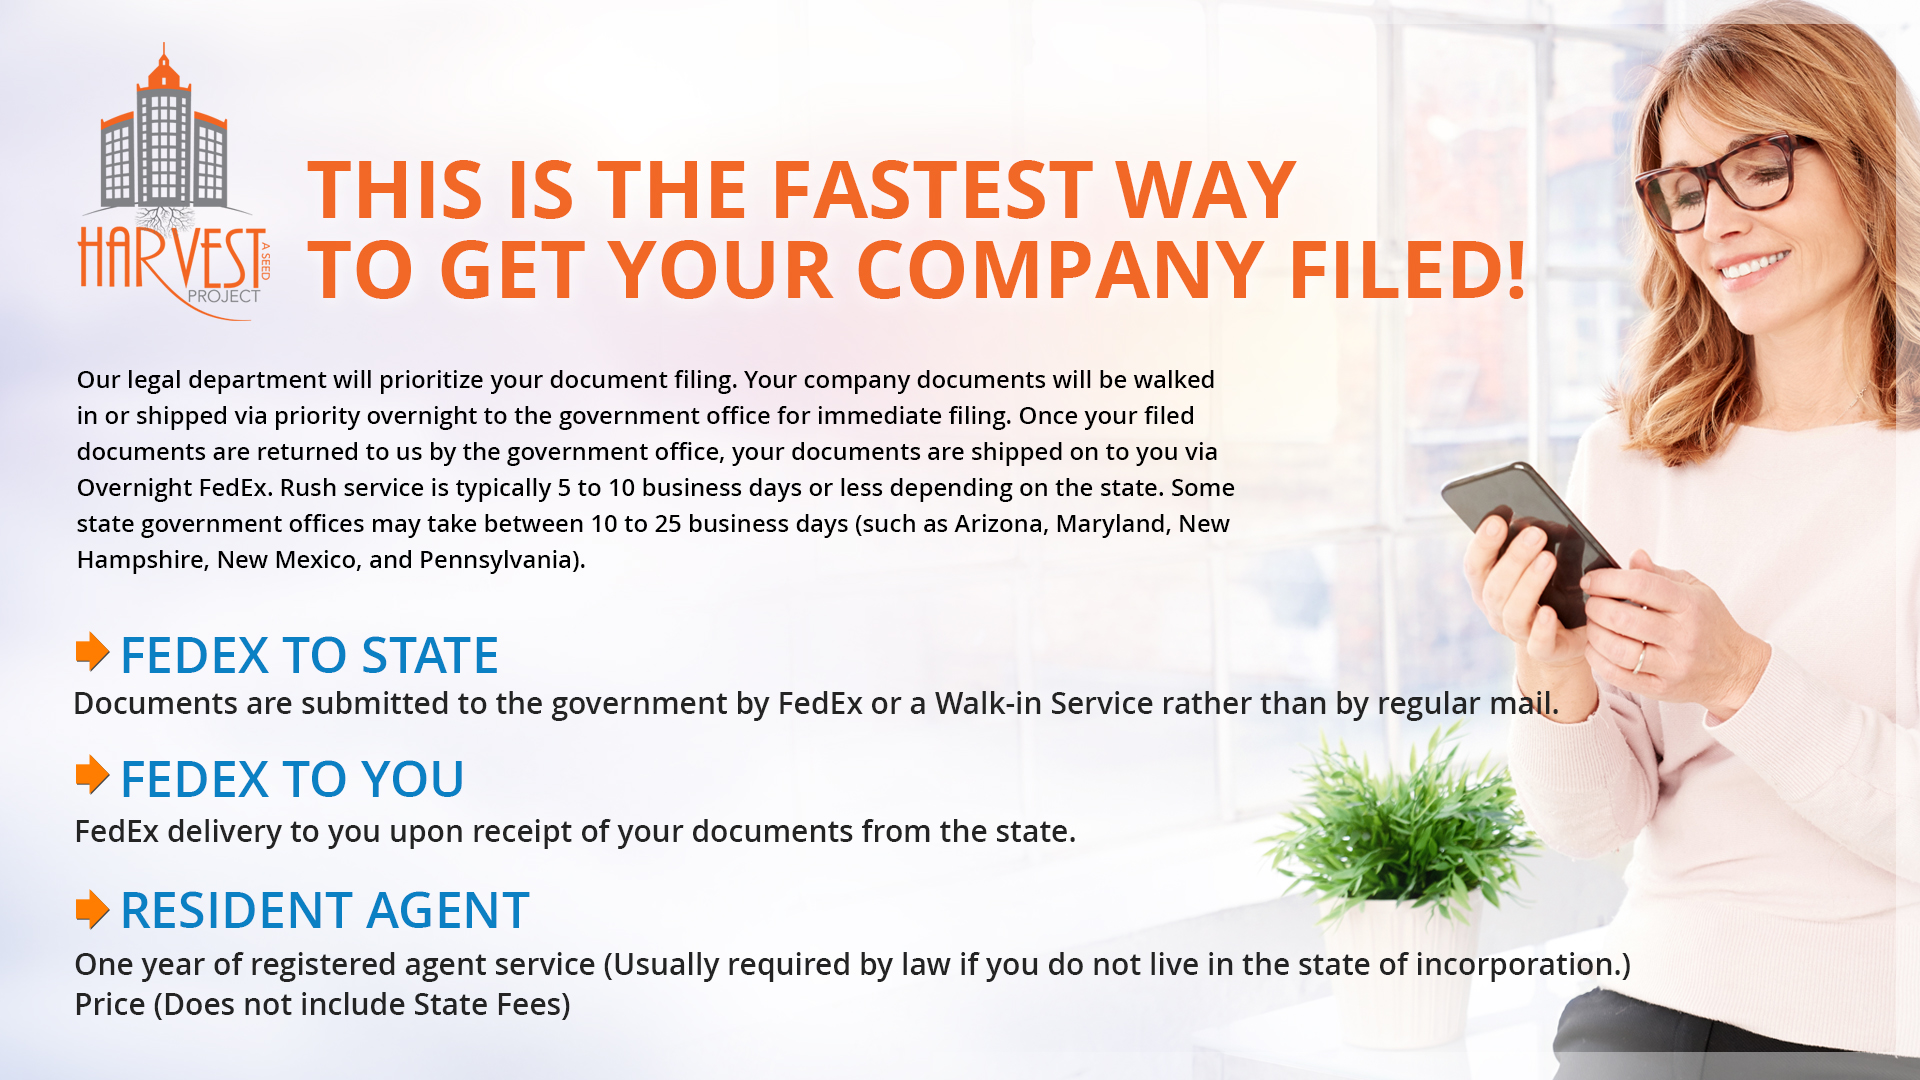 HARVEST
A SEED
PROJECT
THIS IS THE FASTEST WAY
TO GET YOUR COMPANY FILED!
Our legal department will prioritize your document filing. Your company documents will be walked
in or shipped via priority overnight to the government office for immediate filing. Once your filed
documents are returned to us by the government office, your documents are shipped on to you via
Overnight FedEx. Rush service is typically 5 to 10 business days or less depending on the state. Some
state government offices may take between 10 to 25 business days (such as Arizona, Maryland, New
Hampshire, New Mexico, and Pennsylvania).
FEDEX TO STATE
Documents are submitted to the government by FedEx or a Walk-in Service rather than by regular mail.
FEDEX TO YOU
FedEx delivery to you upon receipt of your documents from the state.
RESIDENT AGENT
One year of registered agent service (Usually required by law if you do not live in the state of incorporation.)
Price (Does not include State Fees)